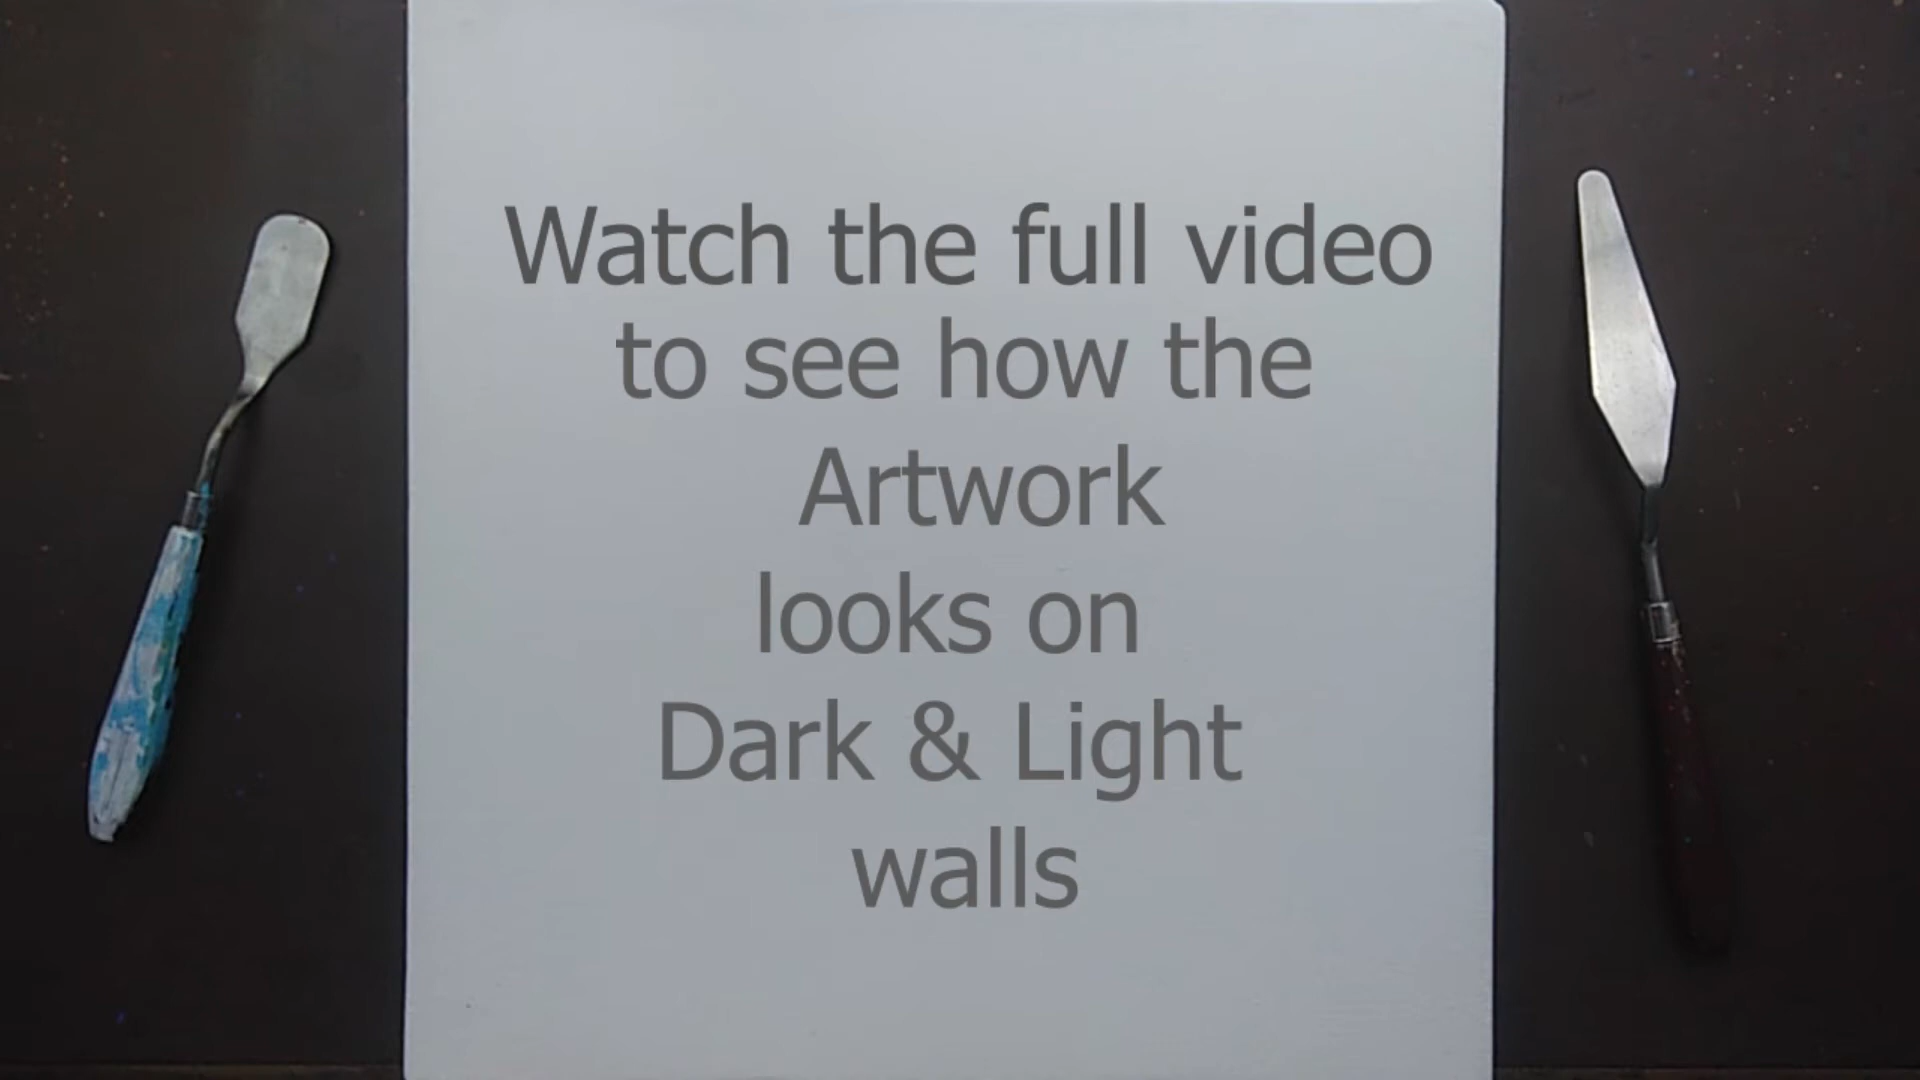 Watch the full video
to see how the
Artwork
looks on
Dark & Light
walls